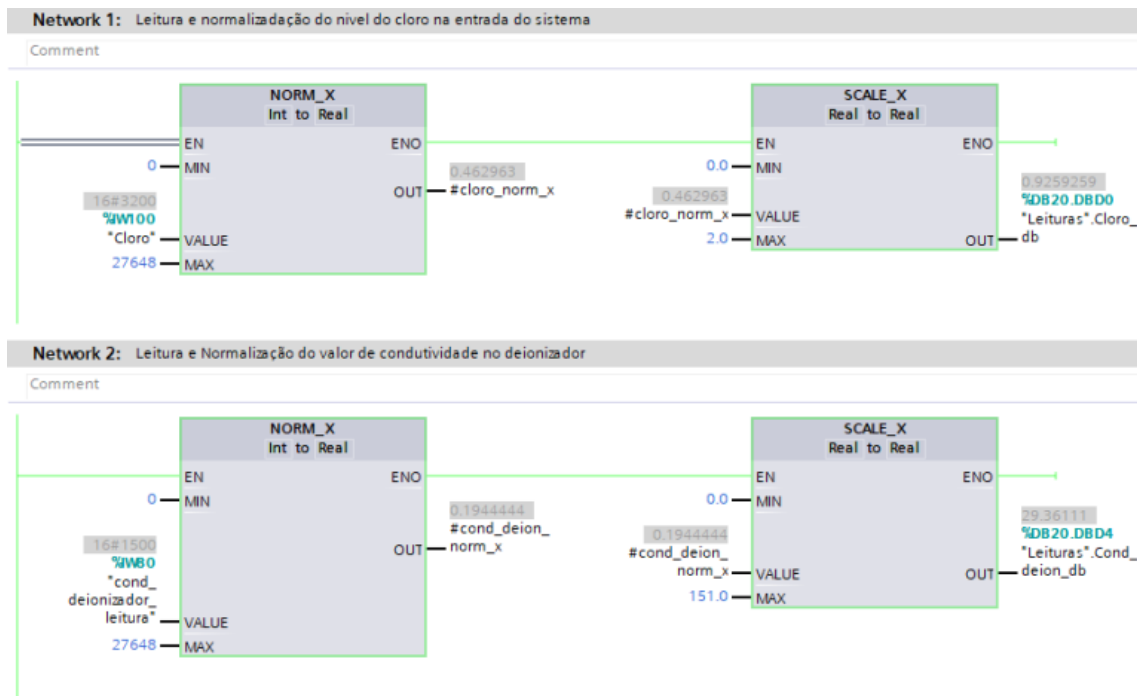 Network 1: Leitura e normalizadação do nivel do cloro na entrada do sistema
Comment
NORM_X
Int to Real
SCALE_X
Real to Real
EN
ENO
EN
ENO
0
MIN
0.462963
0.0
MIN
OUT
#cloro_norm_x
0.9259259
16#3200
0.462963
%DB20.DBD0
%IW100
#cloro_norm_x
VALUE
"Leituras".Cloro_
"Cloro"
VALUE
2.0
MAX
OUT
db
27648
MAX
Network 2: Leitura e Normalização do valor de condutividade no deionizador
Comment
NORM_X
Int to Real
SCALE_X
Real to Real
EN
ENO
EN
ENO
0
MIN
0.1944444
0.0
MIN
#cond_deion_
29.36111
16#1500
OUT
norm_x
0.1944444
%DB20.DBD4
%IW80
#cond_deion_
"Leituras".Cond_
"cond_
norm_x
VALUE
OUT
deion_db
deionizador_
151.0
MAX
leitura"
VALUE
27648
MAX